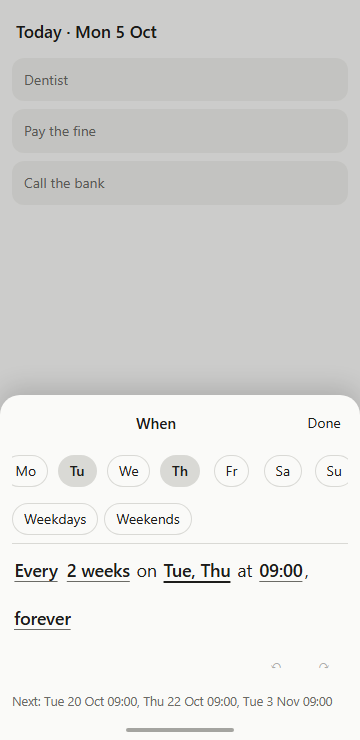 Today · Mon 5 Oct
Dentist
Pay the fine
Call the bank
When Done
Mo Tu We Th Fr Sa Su
Weekdays Weekends
Every 2 weeks on Tue, Thu at 09:00,
forever
Next: Tue 20 Oct 09:00, Thu 22 Oct 09:00, Tue 3 Nov 09:00